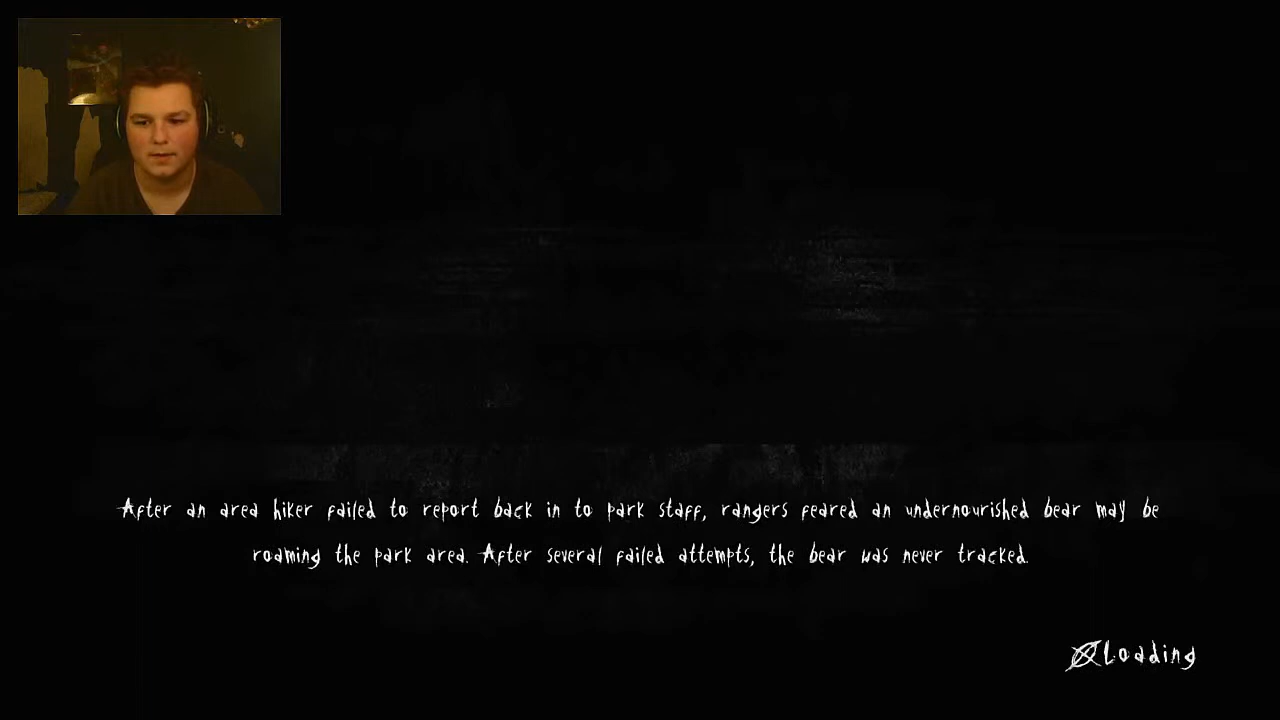 After an area hiker failed to report back in to park staff, rangers feared an undernourished bear may be
roaming the park area. After several failed attempts, the bear was never tracked.
Loading